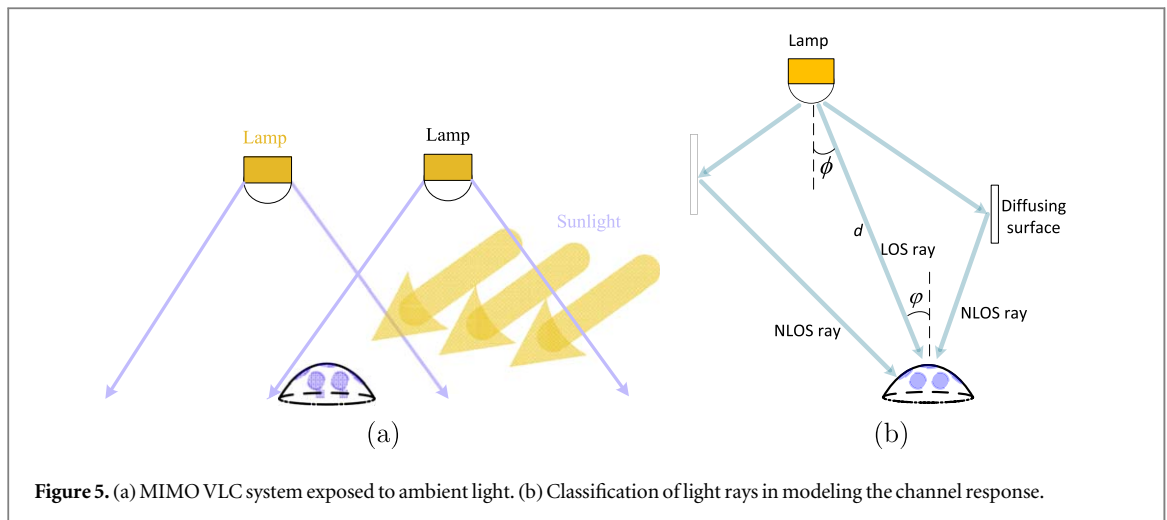 Lamp
Lamp
Sunlight
(a)
Lamp
ϕ
d
LOS ray
Diffusing
surface
φ
NLOS ray
NLOS ray
(b)
Figure 5. (a) MIMO VLC system exposed to ambient light. (b) Classification of light rays in modeling the channel response.